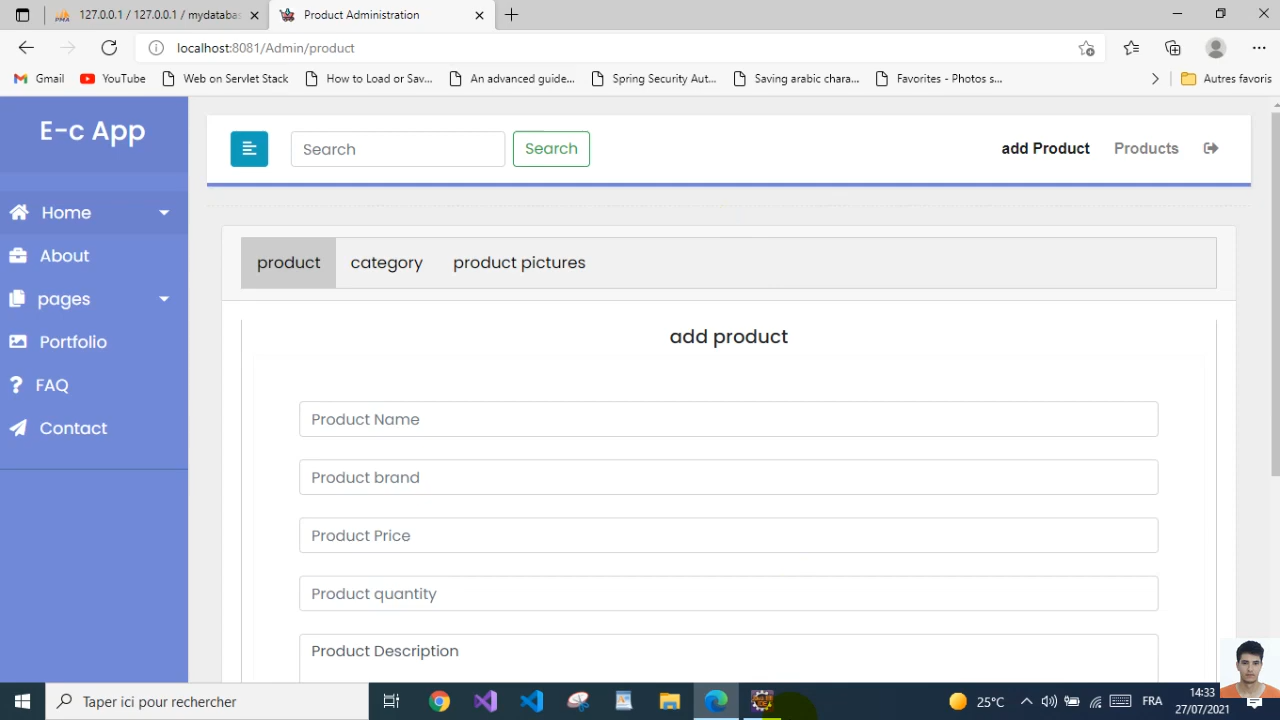 127.0.0.1 / 127.0.0.1 / mydatabas
Product Administration
localhost:8081/Admin/product
Gmail
YouTube
Web on Servlet Stack
How to Load or Sav...
An advanced guide...
Spring Security Aut...
Saving arabic chara...
Favorites - Photos s...
Autres favoris
E-c App
Search
Search
add Product
Products
Home
About
pages
Portfolio
FAQ
Contact
product
category
product pictures
add product
Product Name
Product brand
Product Price
Product quantity
Product Description
Taper ici pour rechercher
25°C
FRA
14:33
27/07/2021